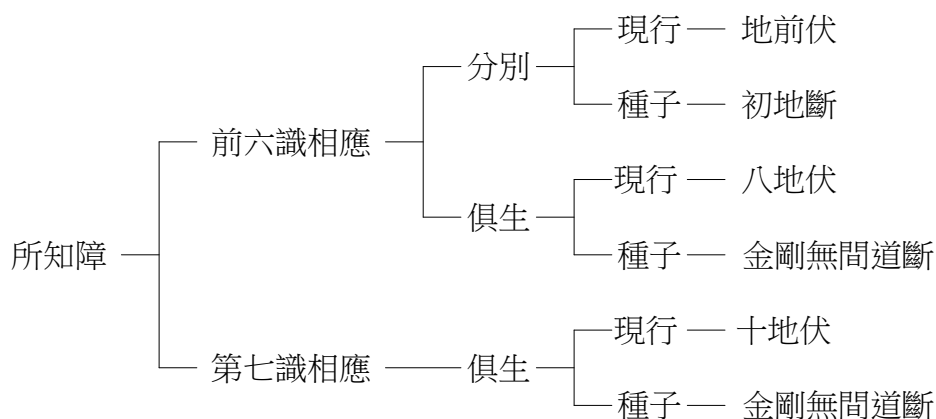 現行 地前伏
分別
種子 初地斷
前六識相應
現行 八地伏
俱生
所知障
種子 金剛無間道斷
現行 十地伏
第七識相應 俱生
種子 金剛無間道斷